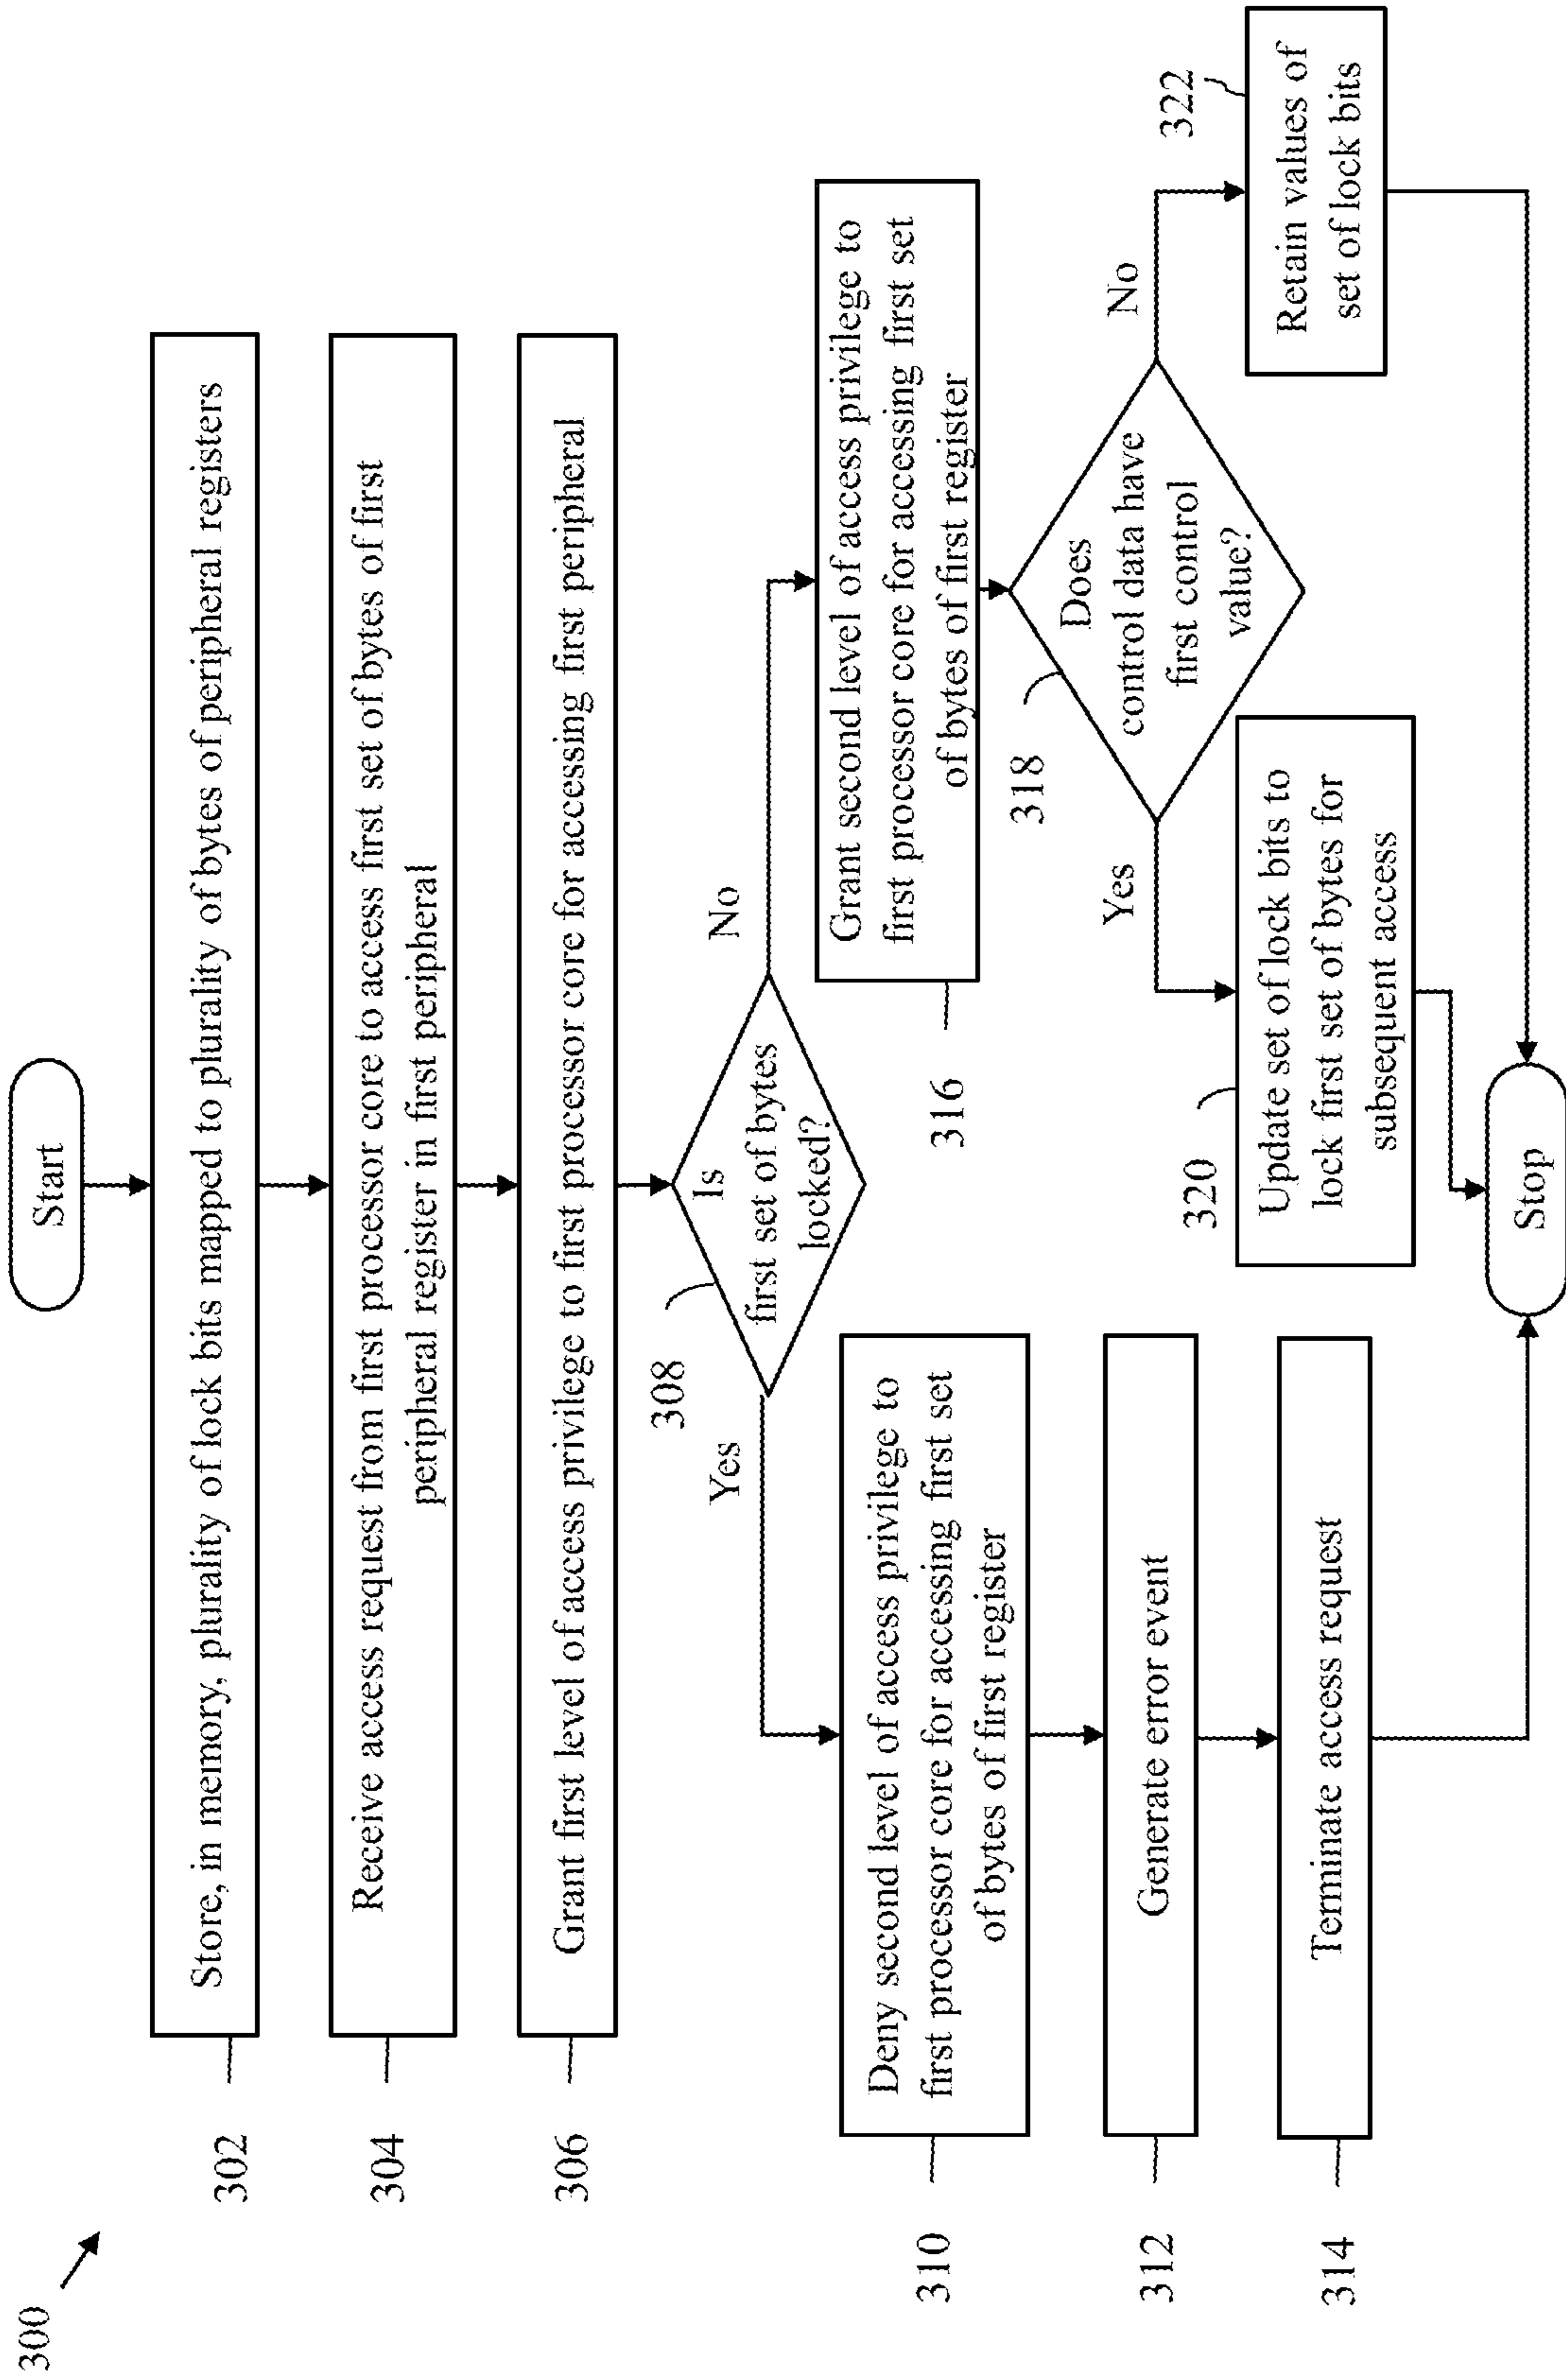 300
Start
302
Store, in memory, plurality of lock bits mapped to plurality of bytes of peripheral registers
304
Receive access request from first processor core to access first set of bytes of first
peripheral register in first peripheral
306
Grant first level of access privilege to first processor core for accessing first peripheral
308
Is
first set of bytes
locked?
Yes
No
310
Deny second level of access privilege to
first processor core for accessing first set
of bytes of first register
312
Generate error event
314
Terminate access request
316
Grant second level of access privilege to
first processor core for accessing first set
of bytes of first register
318
Does
control data have
first control
value?
Yes
No
320
Update set of lock bits to
lock first set of bytes for
subsequent access
322
Retain values of
set of lock bits
Stop